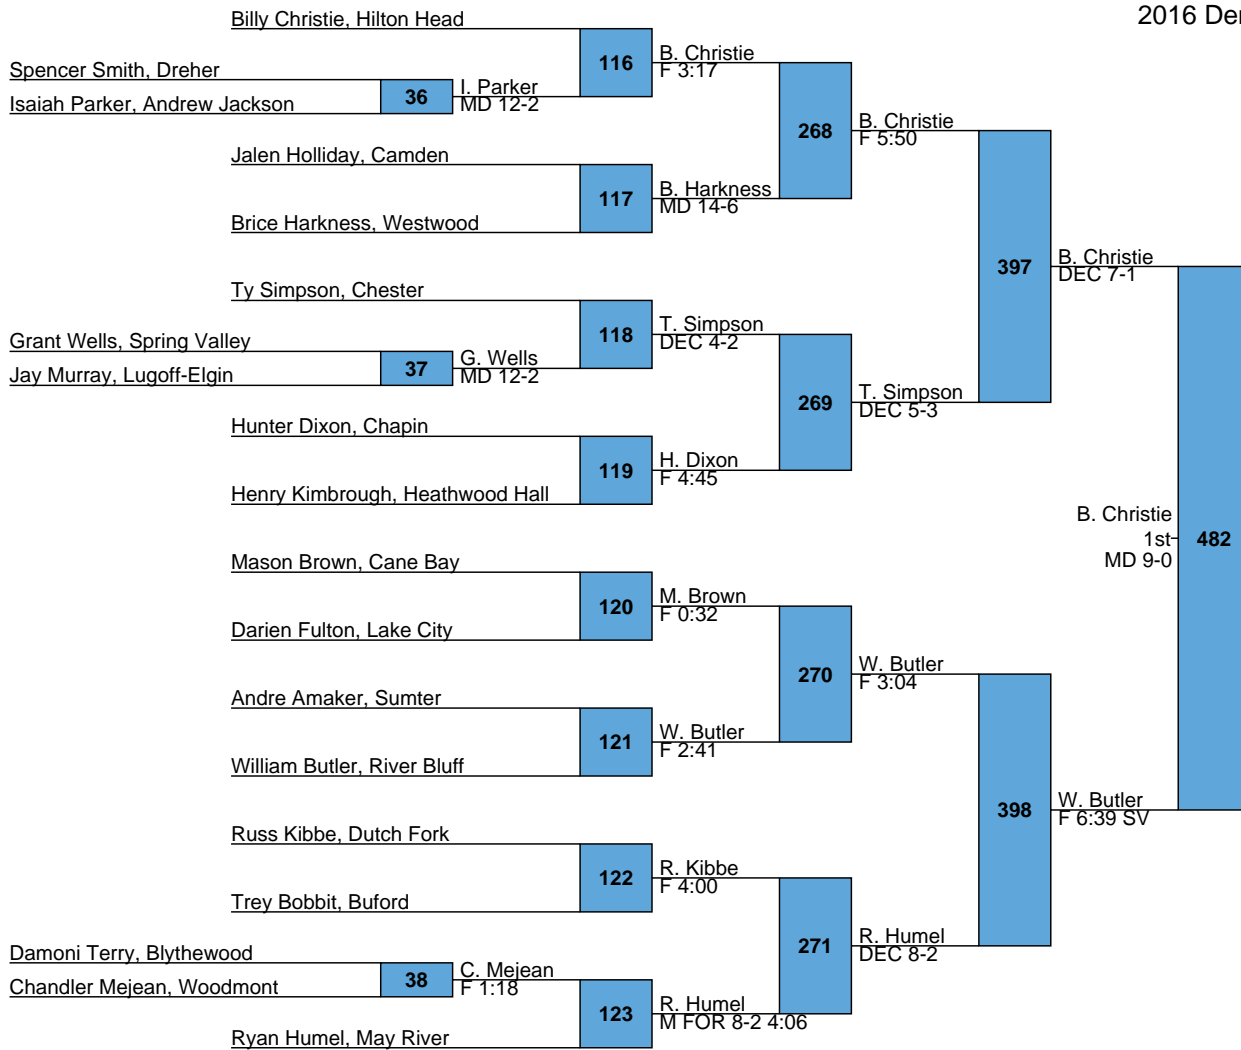 2016 Der
Billy Christie, Hilton Head
116
B. Christie
F 3:17
Spencer Smith, Dreher
36
I. Parker
MD 12-2
Isaiah Parker, Andrew Jackson
268
B. Christie
F 5:50
Jalen Holliday, Camden
117
B. Harkness
MD 14-6
Brice Harkness, Westwood
397
B. Christie
DEC 7-1
Ty Simpson, Chester
118
T. Simpson
DEC 4-2
Grant Wells, Spring Valley
37
G. Wells
MD 12-2
Jay Murray, Lugoff-Elgin
269
T. Simpson
DEC 5-3
Hunter Dixon, Chapin
119
H. Dixon
F 4:45
Henry Kimbrough, Heathwood Hall
B. Christie
1st
MD 9-0
482
Mason Brown, Cane Bay
120
M. Brown
F 0:32
Darien Fulton, Lake City
270
W. Butler
F 3:04
Andre Amaker, Sumter
121
W. Butler
F 2:41
William Butler, River Bluff
398
W. Butler
F 6:39 SV
Russ Kibbe, Dutch Fork
122
R. Kibbe
F 4:00
Trey Bobbit, Buford
271
R. Humel
DEC 8-2
Damoni Terry, Blythewood
38
C. Mejean
F 1:18
Chandler Mejean, Woodmont
123
R. Humel
M FOR 8-2 4:06
Ryan Humel, May River